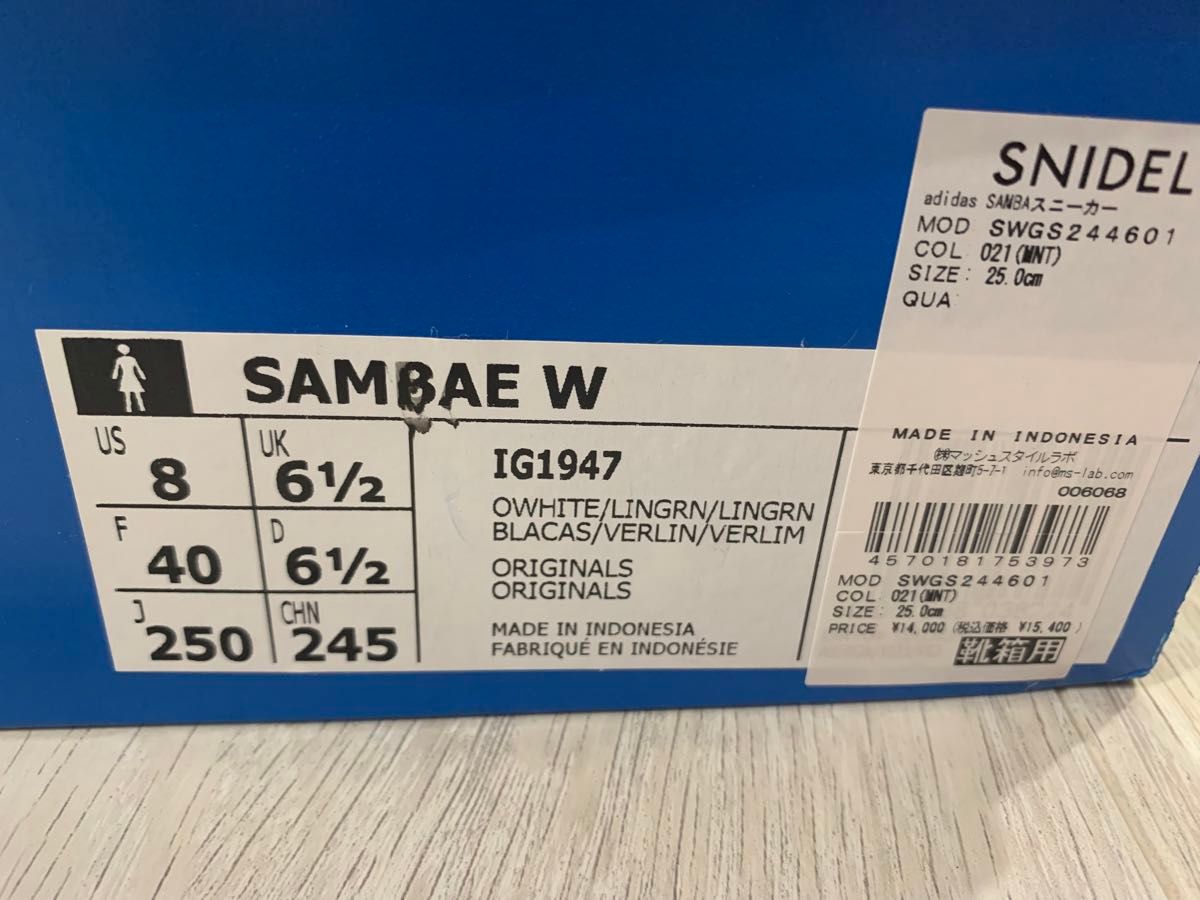 SNIDEL
adidas SAMBAスニーカー
MOD SWGS244601
COL 021(MNT)
SIZE: 25.0cm
QUA
SAMBAE W
US 8
UK 6½
F 40
D 6½
J 250
CHN 245
IG1947
OWHITE/LINGRN/LINGRN
BLACAS/VERLIN/VERLIM
ORIGINALS
ORIGINALS
MADE IN INDONESIA
FABRIQUÉ EN INDONÉSIE
MADE IN INDONESIA
㈱マッシュスタイルラボ
東京都千代田区麹町5-7-1 info@ms-lab.com
006068
4570181753973
MOD SWGS244601
COL: 021(MNT)
SIZE: 25.0cm
PRICE ¥14,000 (税込価格 ¥15,400)
靴箱用